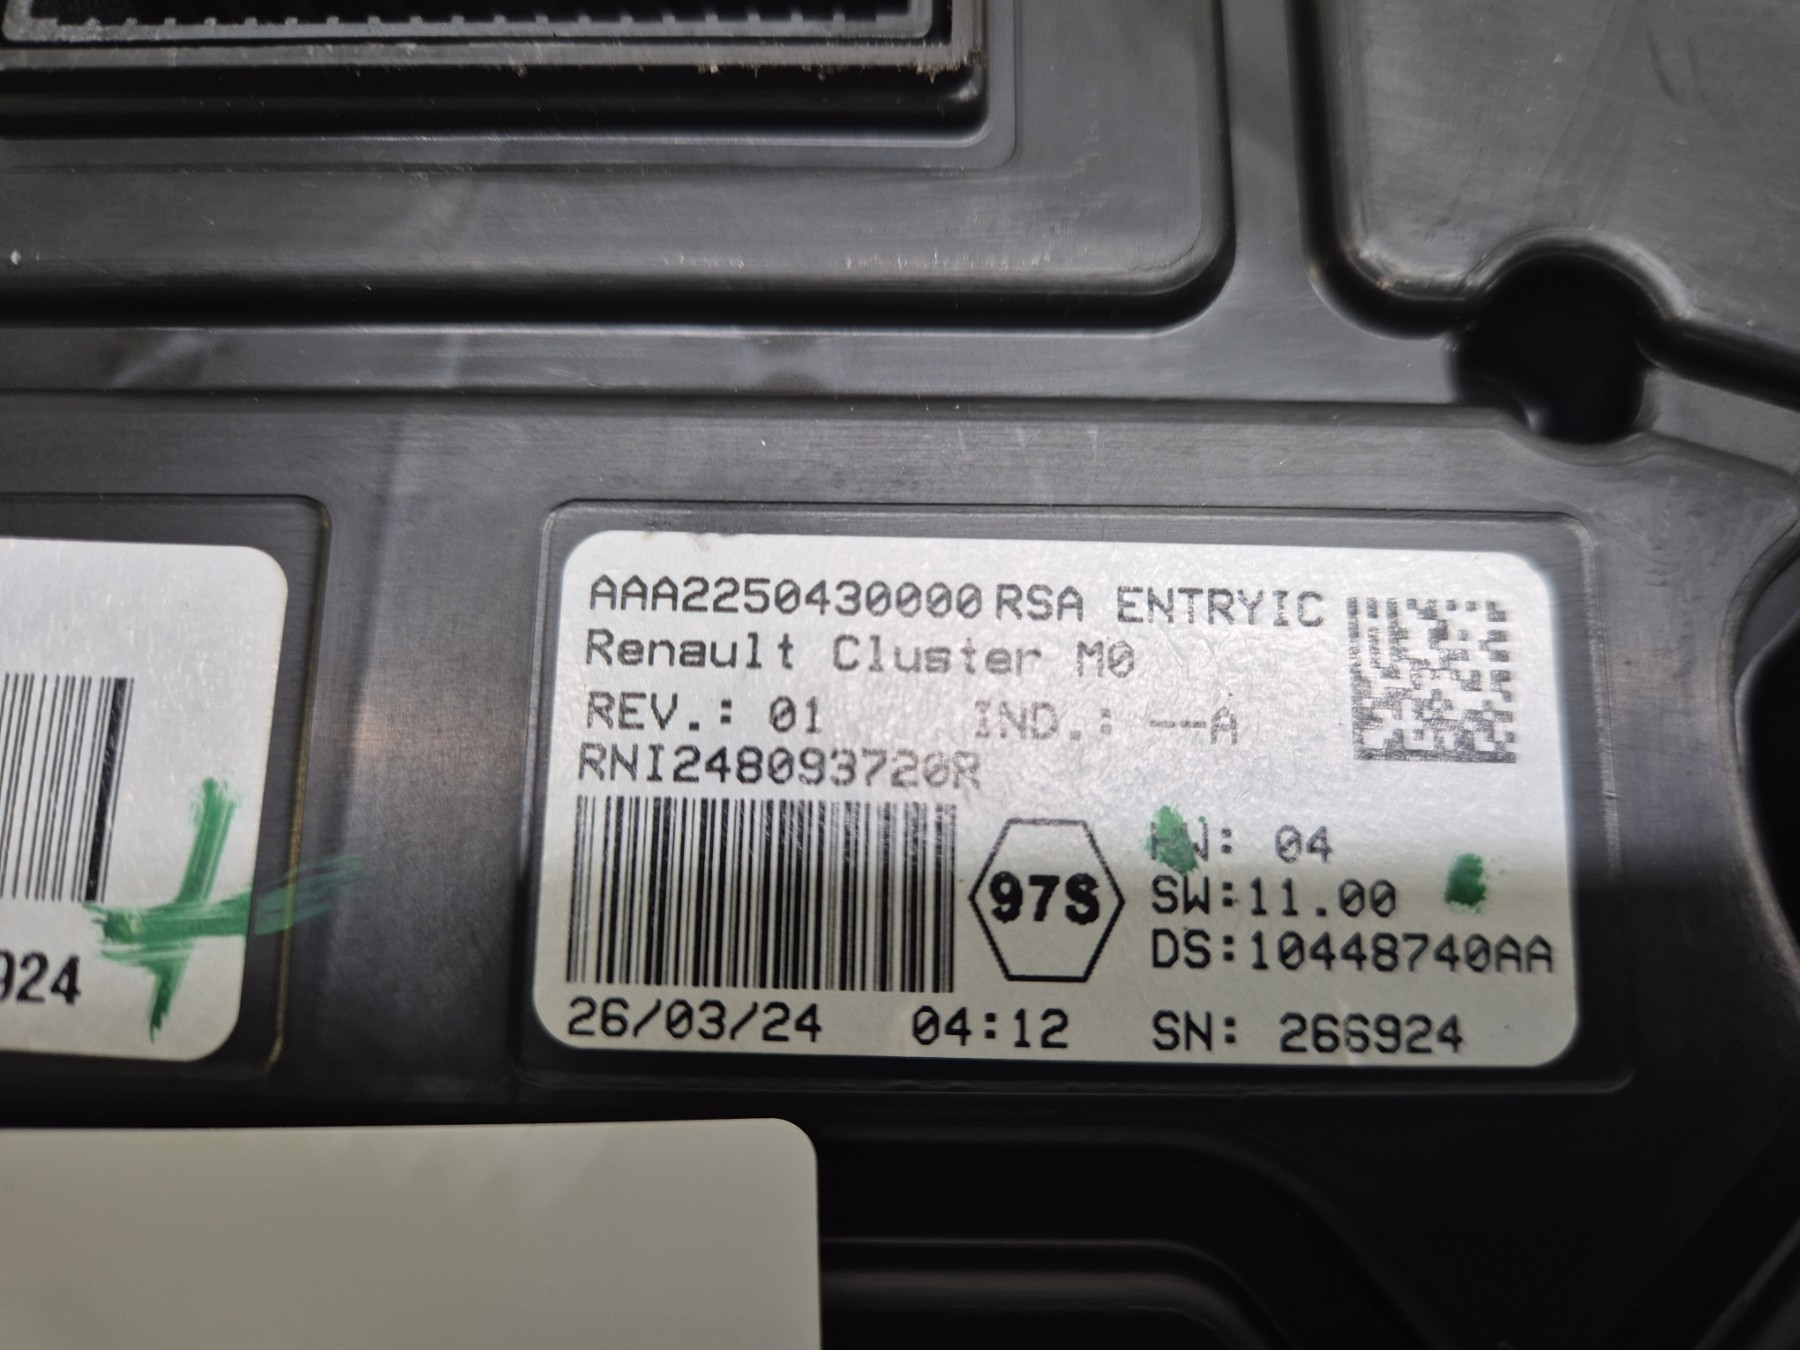 AAA2250430000 RSA ENTRYIC
Renault Cluster M0
REV.: 01 IND.: --A
RNI248093720R
97S
HW: 04
SW:11.00
DS:10448740AA
26/03/24 04:12 SN: 266924
924